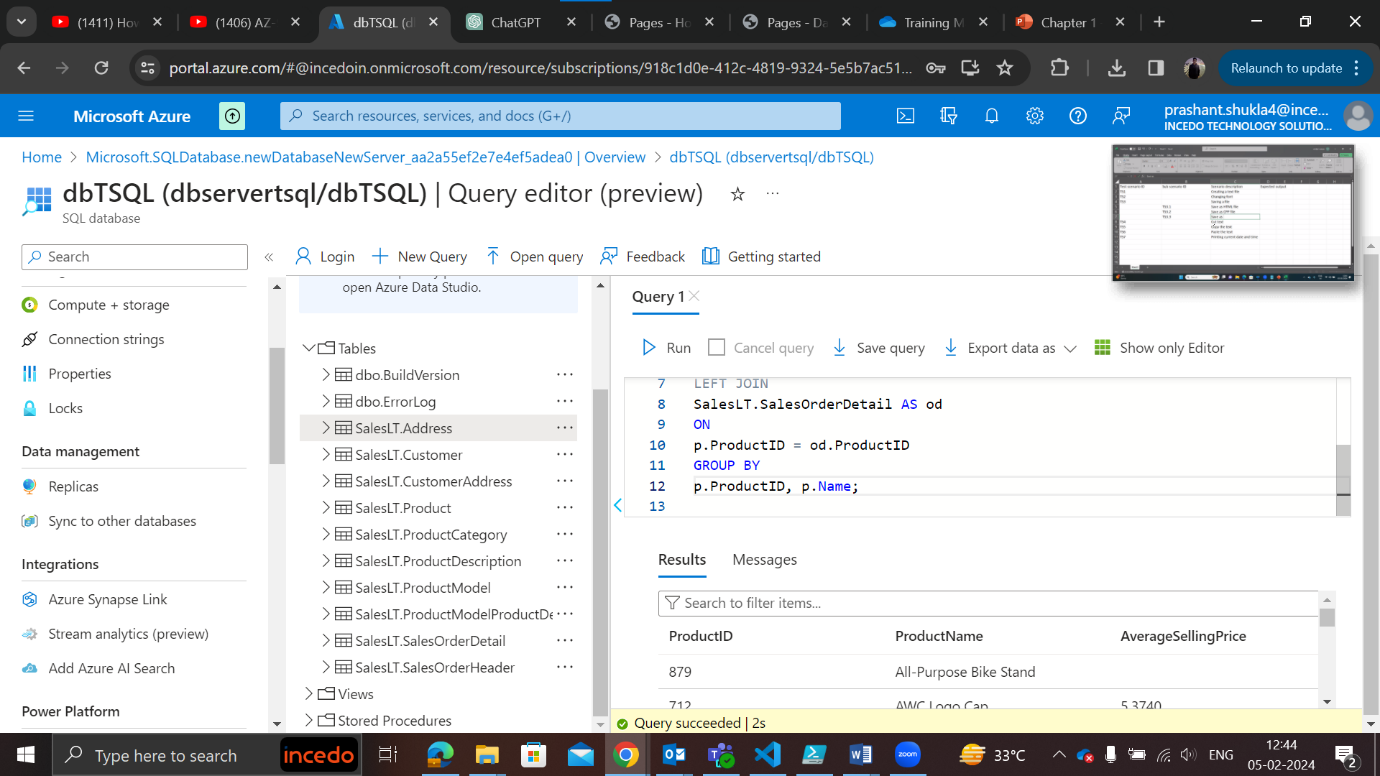 (1411) Hov
(1406) AZ-
dbTSQL (di
ChatGPT
Pages - Ho
Pages - Da
Training M
Chapter 1
portal.azure.com/#@incedoin.onmicrosoft.com/resource/subscriptions/918c1d0e-412c-4819-9324-5e5b7ac51...
Relaunch to update
Microsoft Azure
Search resources, services, and docs (G+/)
prashant.shukla4@ince...
INCEDO TECHNOLOGY SOLUTIO...
Home > Microsoft.SQLDatabase.newDatabaseNewServer_aa2a55ef2e7e4ef5adea0 | Overview > dbTSQL (dbservertsql/dbTSQL)
dbTSQL (dbservertsql/dbTSQL) | Query editor (preview)
SQL database
Search
Compute + storage
Connection strings
Properties
Locks
Data management
Replicas
Sync to other databases
Integrations
Azure Synapse Link
Stream analytics (preview)
Add Azure AI Search
Power Platform
Login
New Query
Open query
Feedback
Getting started
open Azure Data Studio.
Tables
dbo.BuildVersion
dbo.ErrorLog
SalesLT.Address
SalesLT.Customer
SalesLT.CustomerAddress
SalesLT.Product
SalesLT.ProductCategory
SalesLT.ProductDescription
SalesLT.ProductModel
SalesLT.ProductModelProductDe
SalesLT.SalesOrderDetail
SalesLT.SalesOrderHeader
Views
Stored Procedures
Query 1
Run
Cancel query
Save query
Export data as
Show only Editor
7 LEFT JOIN
8 SalesLT.SalesOrderDetail AS od
9 ON
10 p.ProductID = od.ProductID
11 GROUP BY
12 p.ProductID, p.Name;
13
Results
Messages
Search to filter items...
ProductID ProductName AverageSellingPrice
879 All-Purpose Bike Stand
712 AWC Logo Cap 5.3740
Query succeeded | 2s
Type here to search
incedo
zoom
33°C
ENG
12:44
05-02-2024
2